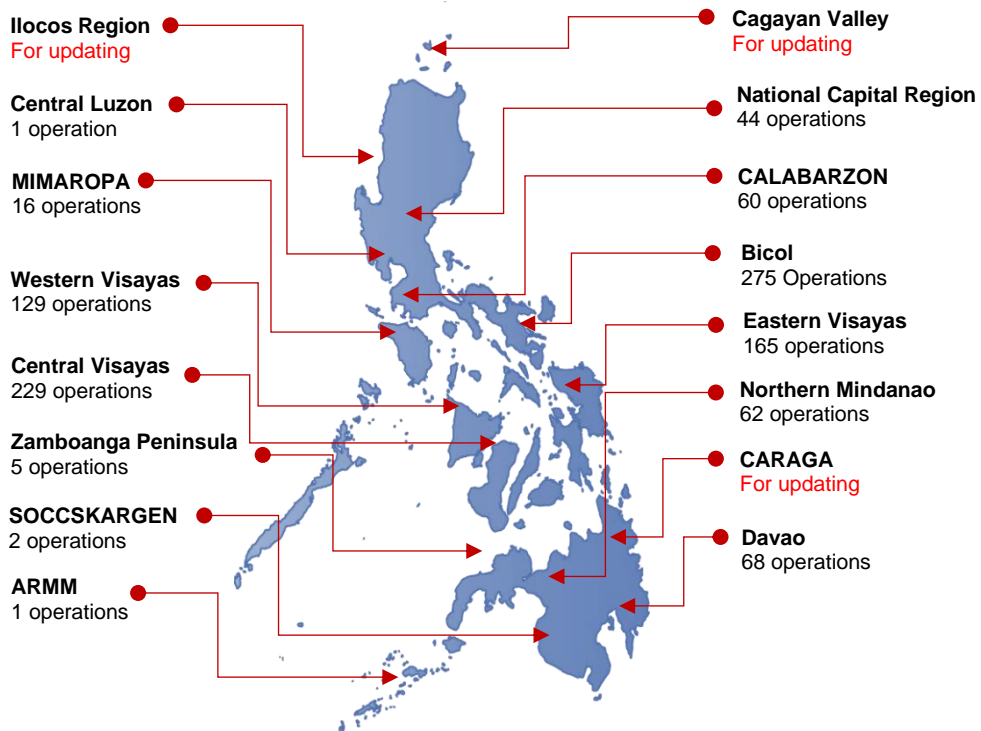 Ilocos Region
For updating
Central Luzon
1 operation
MIMAROPA
16 operations
Western Visayas
129 operations
Central Visayas
229 operations
Zamboanga Peninsula
5 operations
SOCCSKARGEN
2 operations
ARMM
1 operations
Cagayan Valley
For updating
National Capital Region
44 operations
CALABARZON
60 operations
Bicol
275 Operations
Eastern Visayas
165 operations
Northern Mindanao
62 operations
CARAGA
For updating
Davao
68 operations